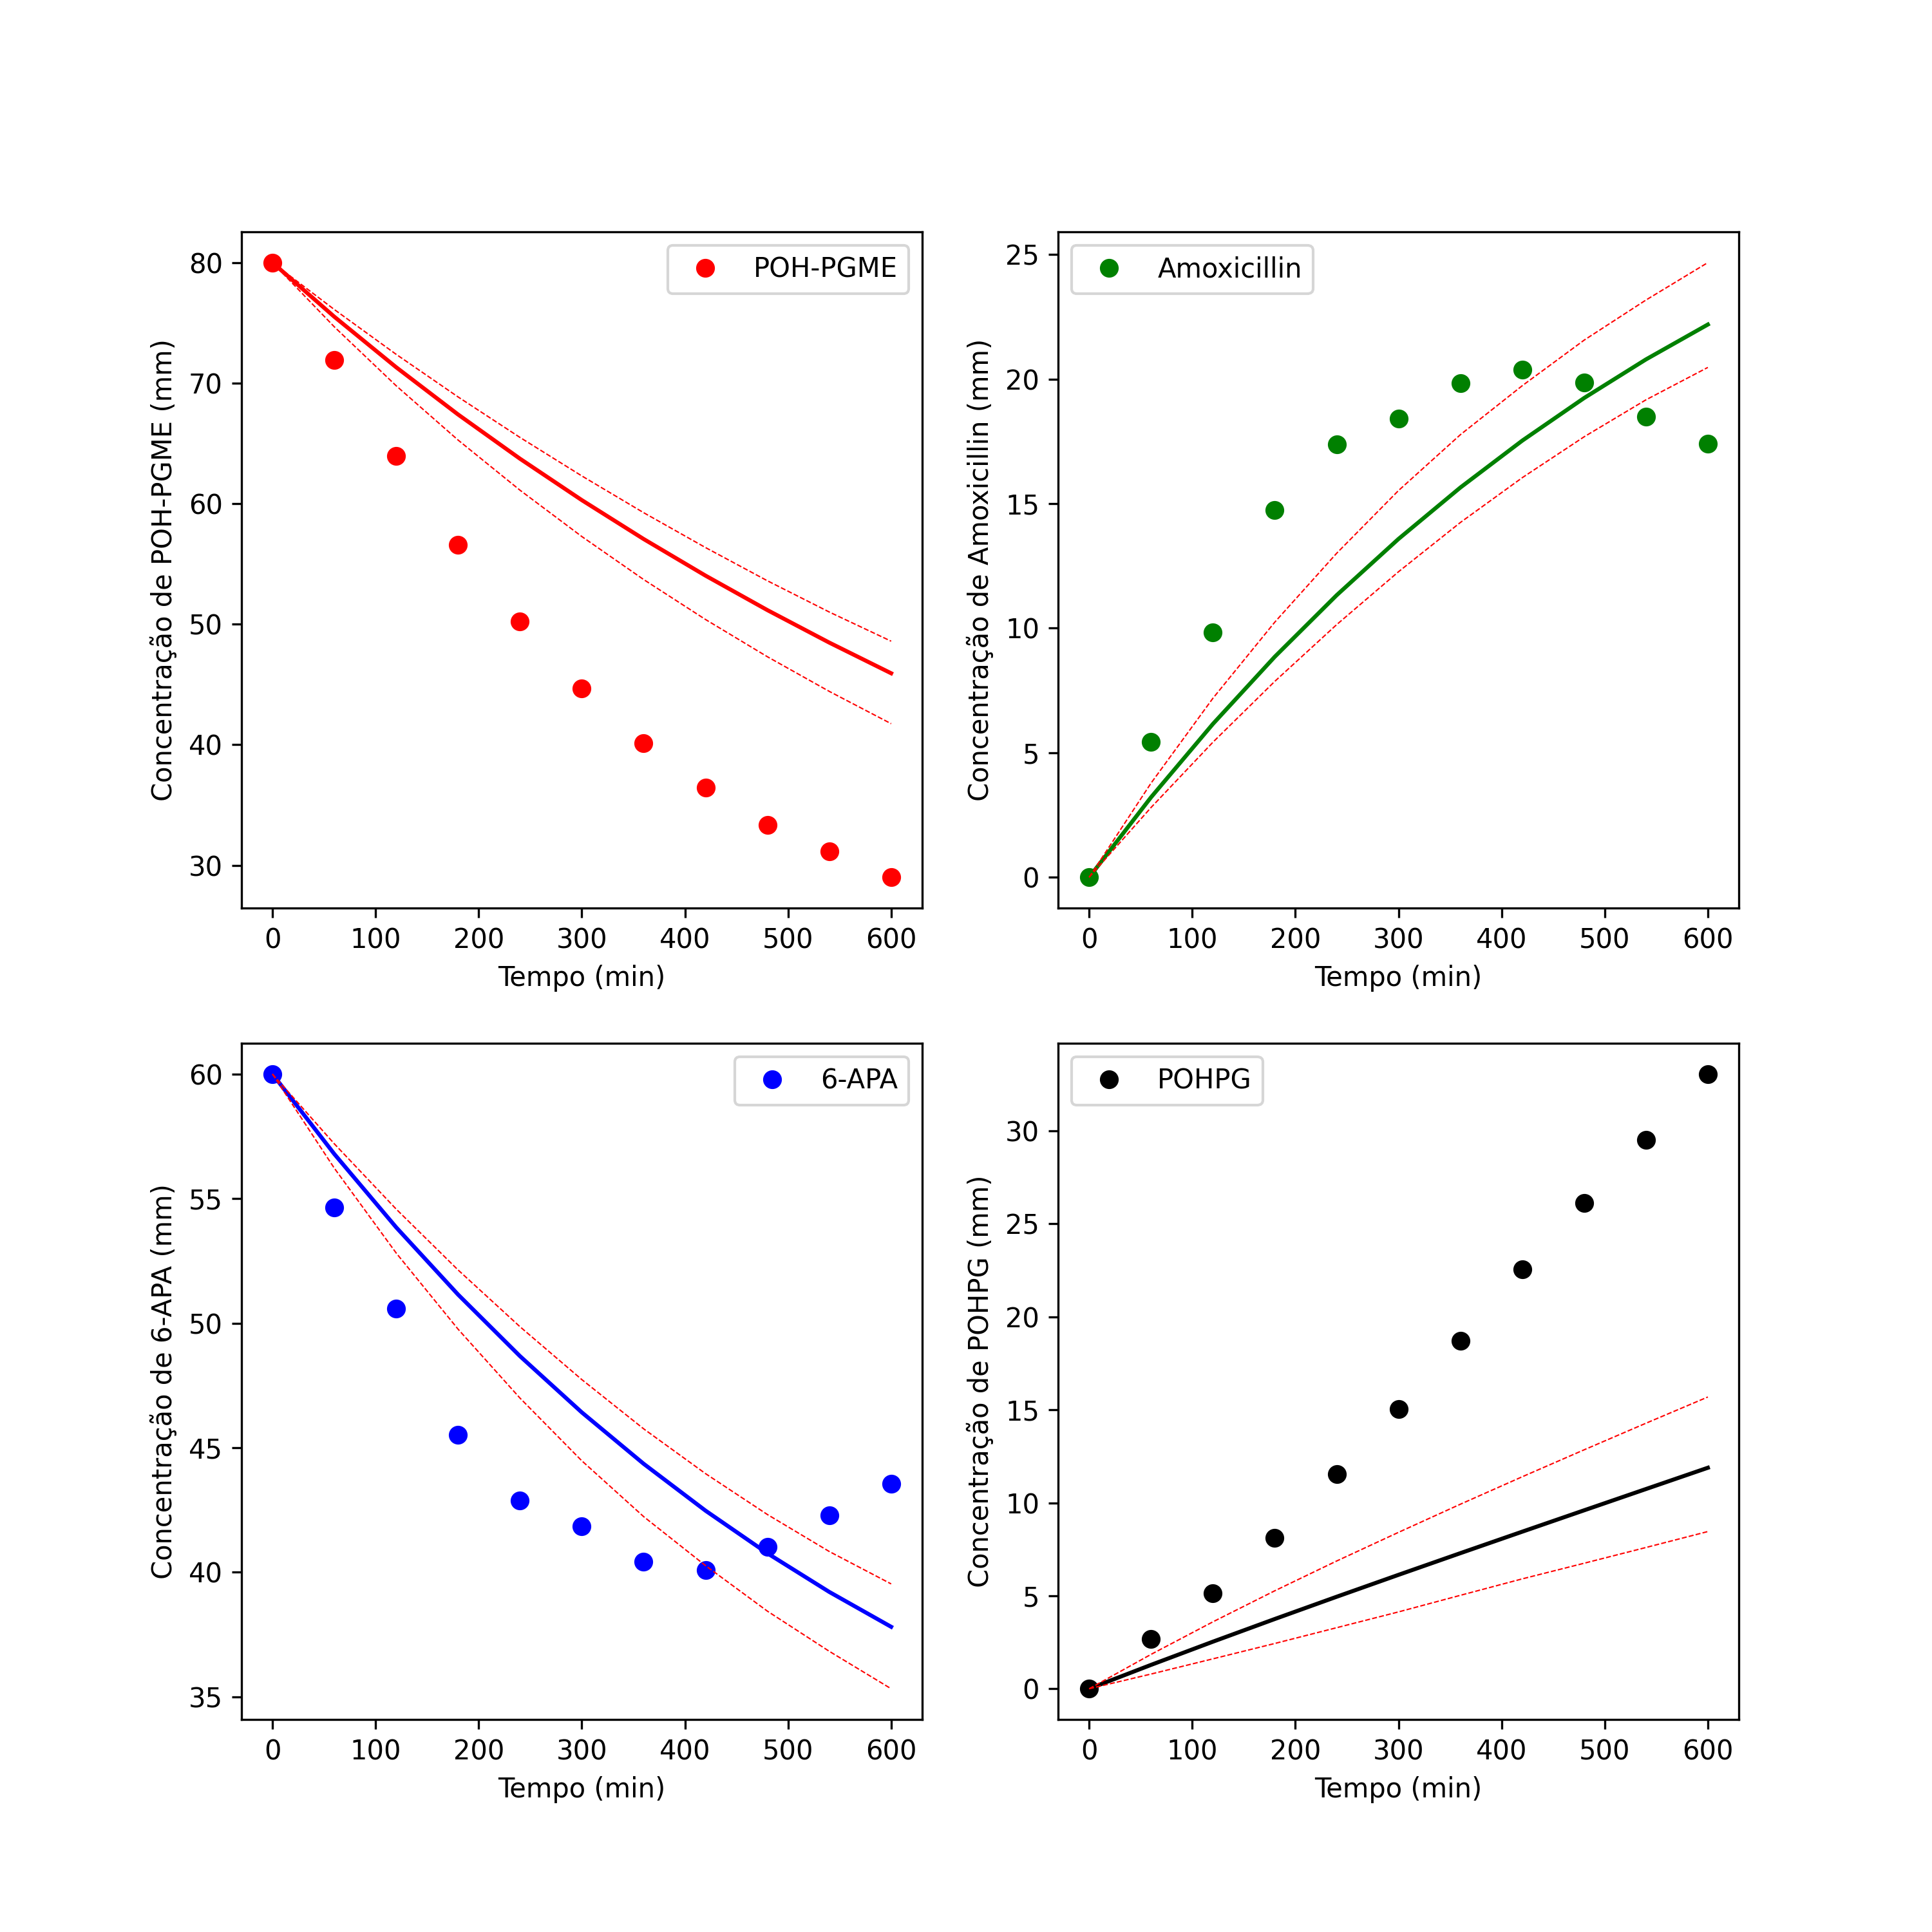 POH-PGME
Concentração de POH-PGME (mm)
80
70
60
50
40
30
0 100 200 300 400 500 600
Tempo (min)
Amoxicillin
Concentração de Amoxicillin (mm)
25
20
15
10
5
0
0 100 200 300 400 500 600
Tempo (min)
6-APA
Concentração de 6-APA (mm)
60
55
50
45
40
35
0 100 200 300 400 500 600
Tempo (min)
POHPG
Concentração de POHPG (mm)
30
25
20
15
10
5
0
0 100 200 300 400 500 600
Tempo (min)